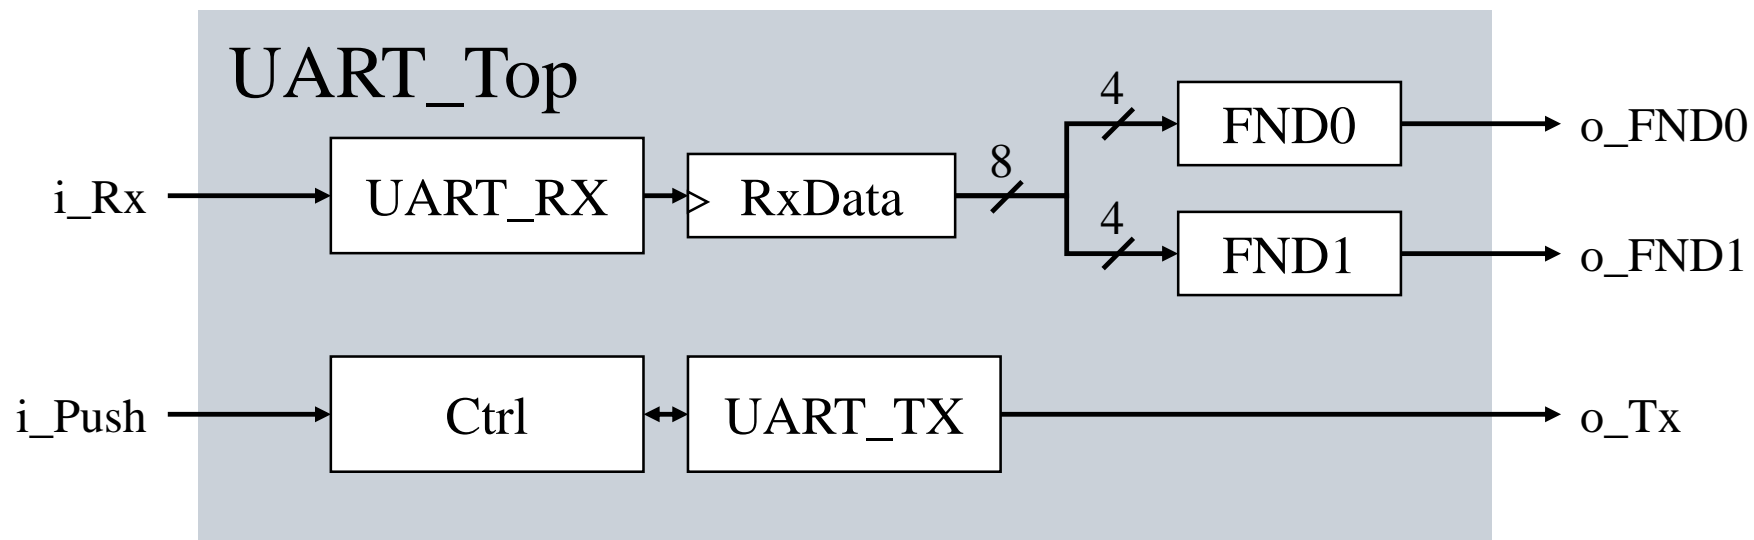 UART_Top
i_Rx
UART_RX
RxData
8
4
FND0
o_FND0
4
FND1
o_FND1
i_Push
Ctrl
UART_TX
o_Tx